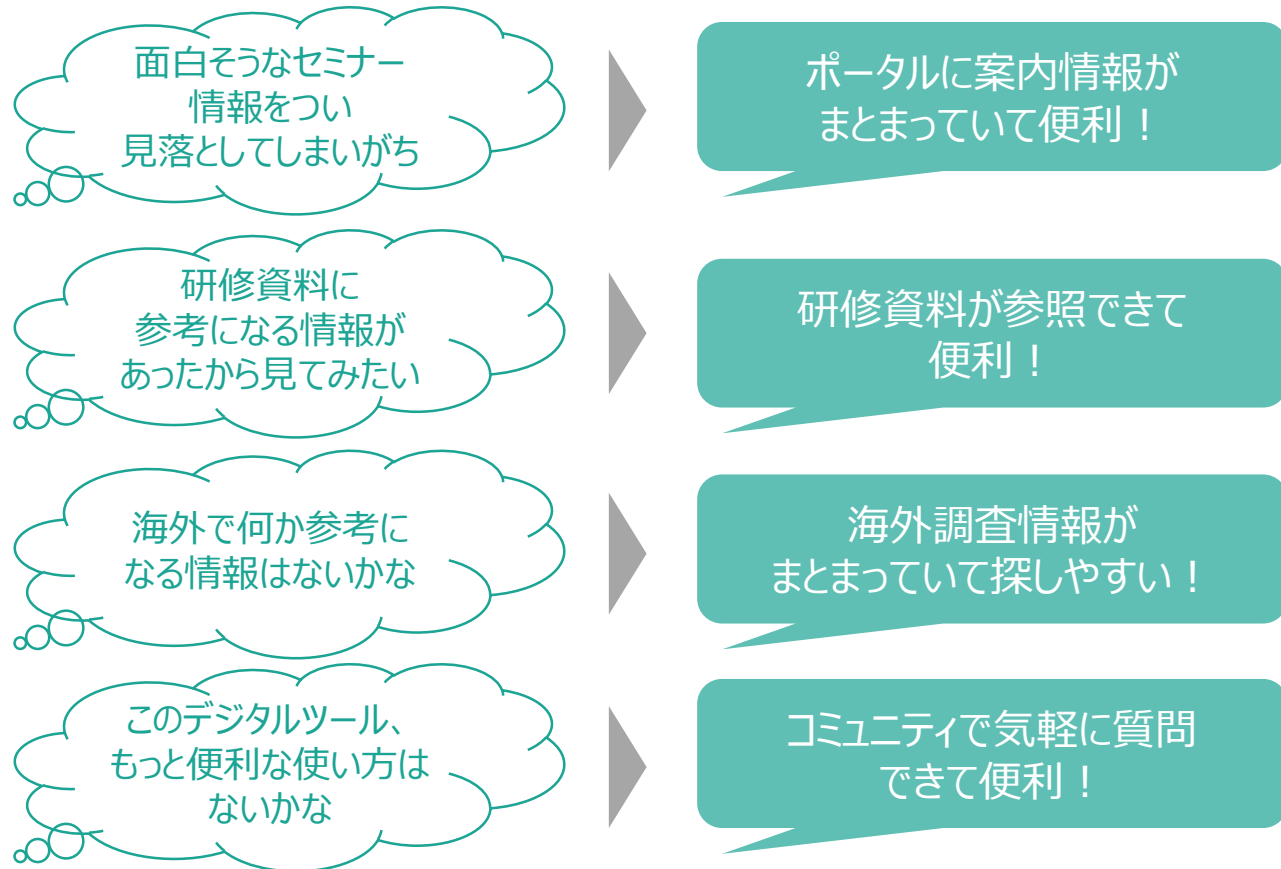 面白そうなセミナー
情報をつい
見落としてしまいがち
ポータルに案内情報が
まとまっていて便利！
研修資料に
参考になる情報が
あったから見てみたい
研修資料が参照できて
便利！
海外で何か参考に
なる情報はないかな
海外調査情報が
まとまっていて探しやすい！
このデジタルツール、
もっと便利な使い方は
ないかな
コミュニティで気軽に質問
できて便利！